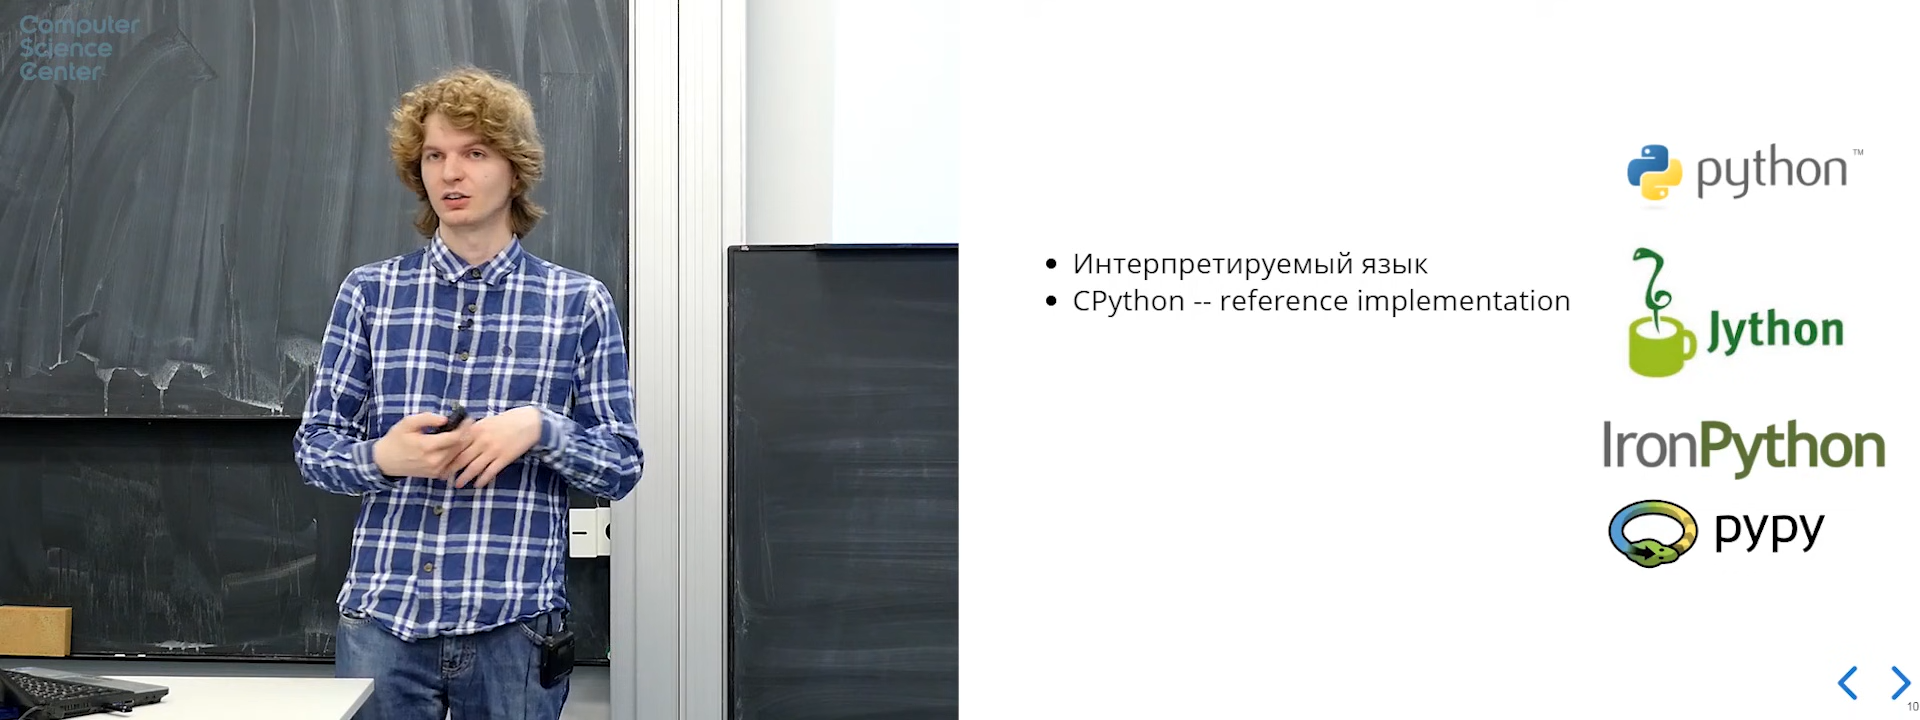 Computer
Science
Center
Интерпретируемый язык
CPython -- reference implementation
python™
Jython
IronPython
pypy
10